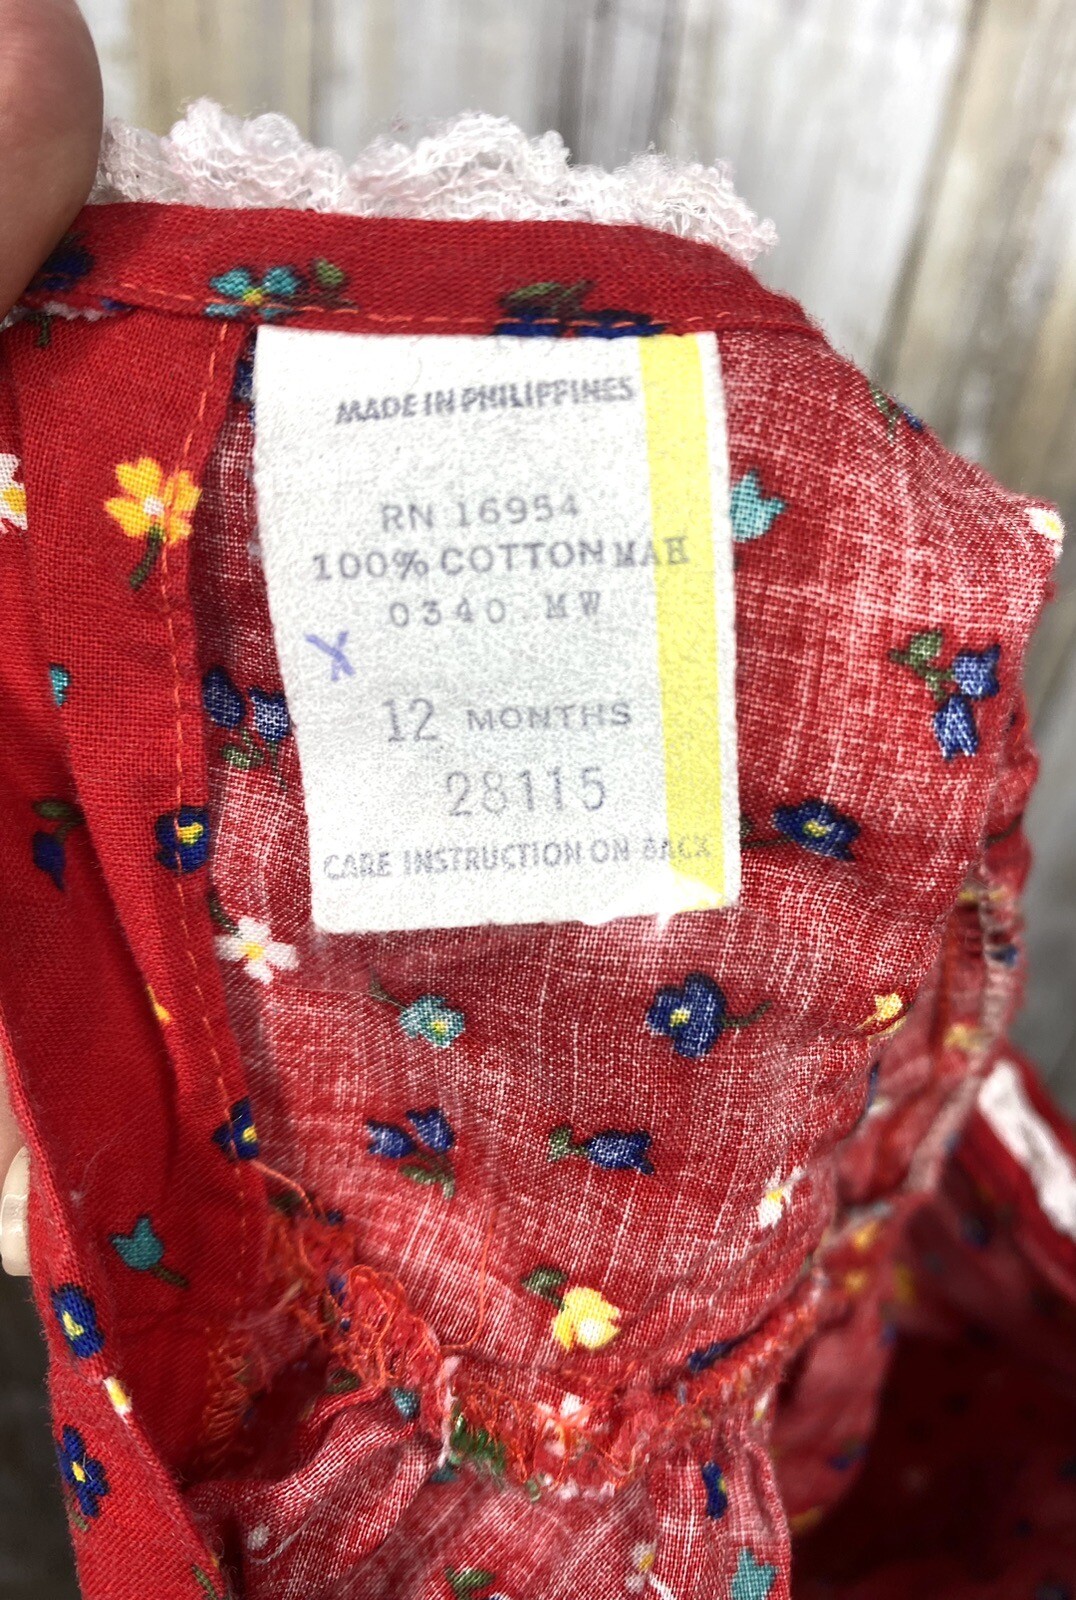 MADE IN PHILIPPINES
RN 16954
100% COTTON MAH
0340 MW
X
12 MONTHS
28115
CARE INSTRUCTION ON BACK